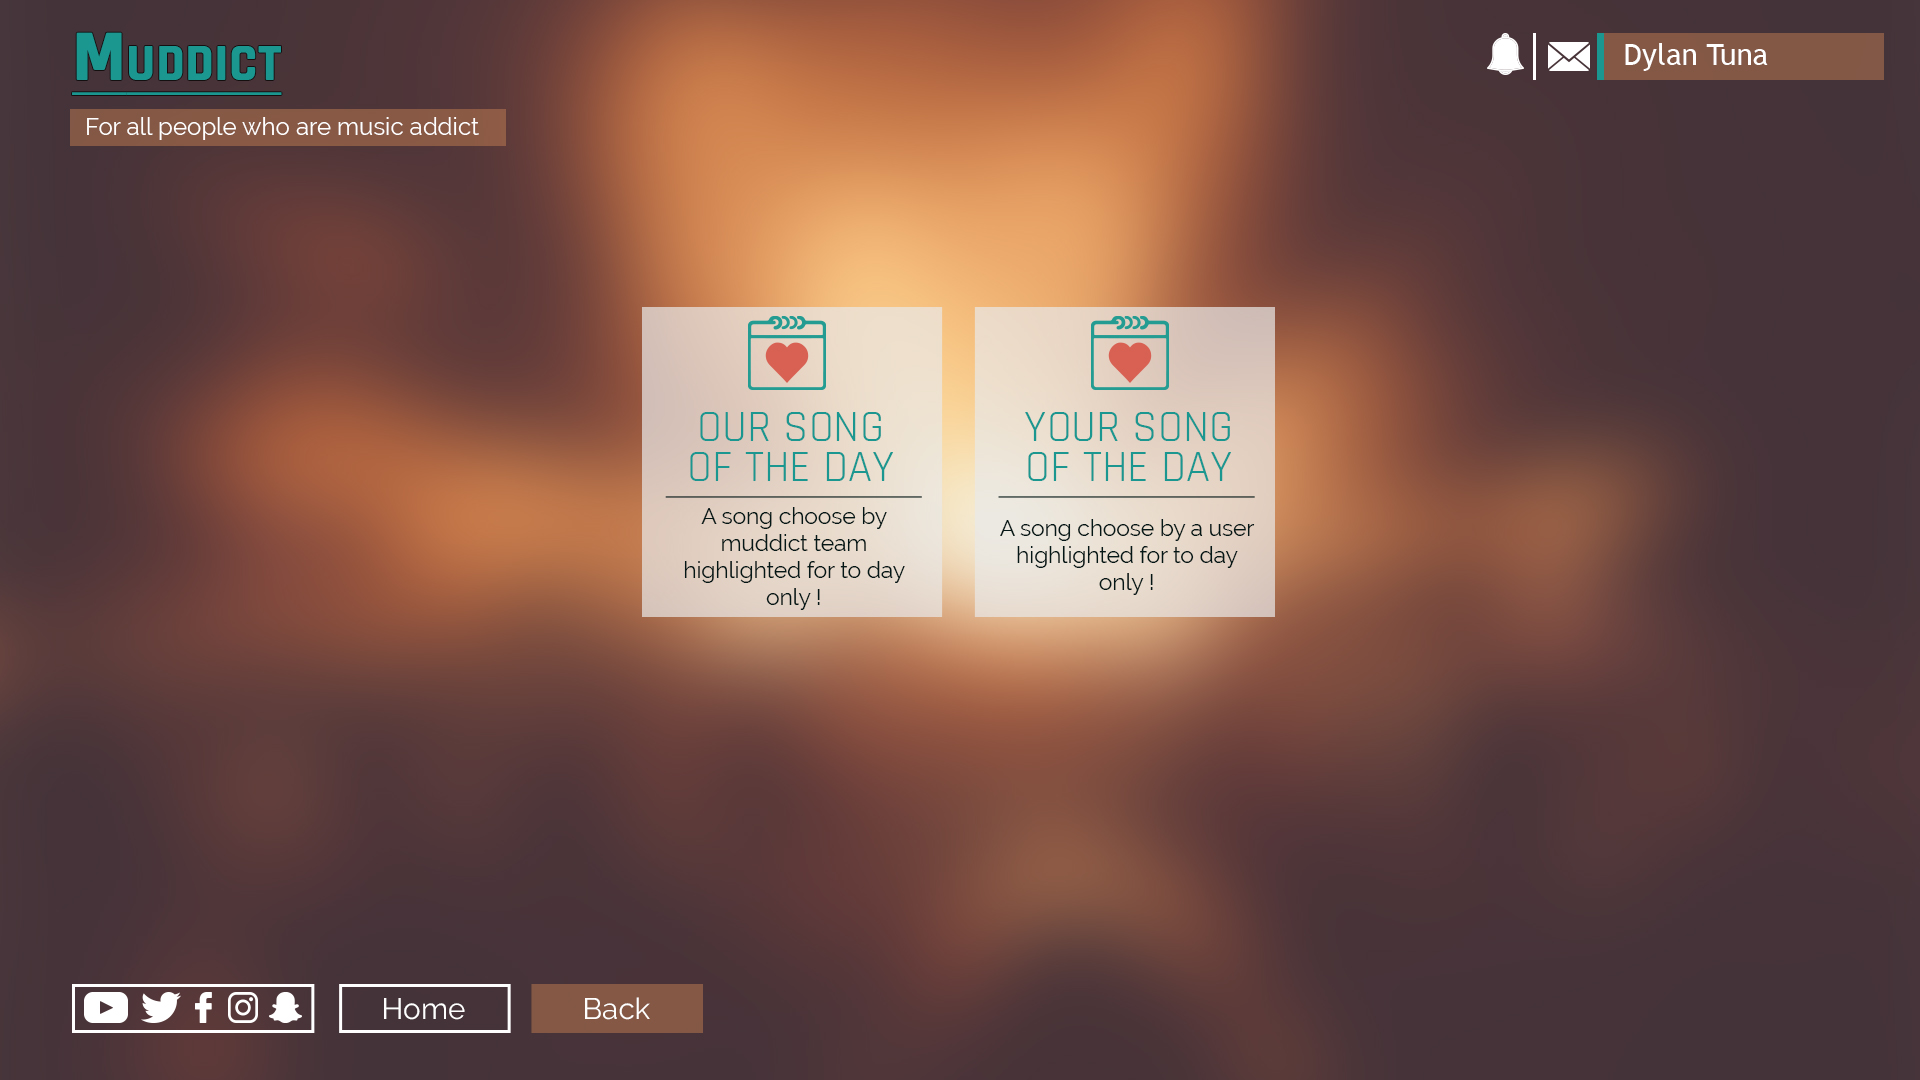 MUDDICT
For all people who are music addict
Dylan Tuna
OUR SONG
OF THE DAY
A song choose by
muddict team
highlighted for to day
only !
YOUR SONG
OF THE DAY
A song choose by a user
highlighted for to day
only !
Home
Back